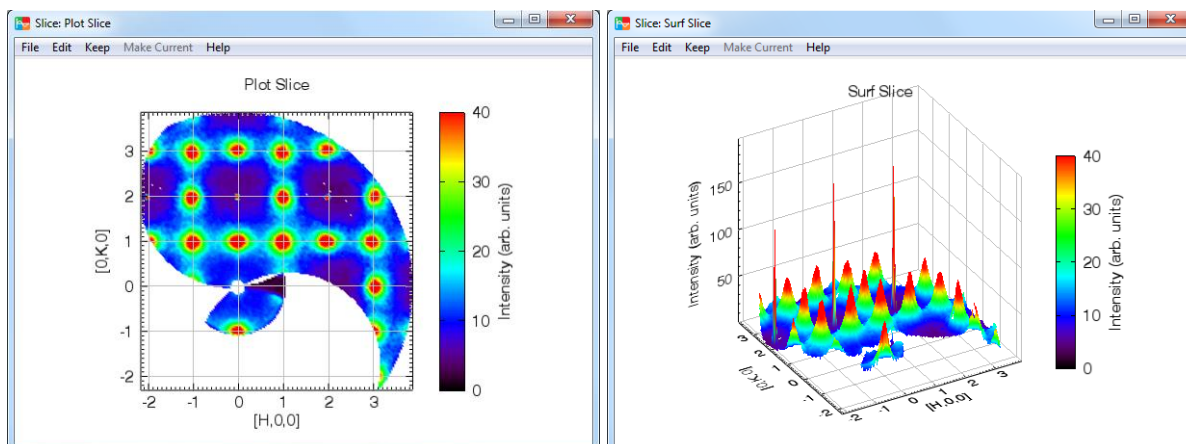 Slice: Plot Slice
File Edit Keep Make Current Help
Plot Slice
3
2
1
0
-1
-2
[0,K,0]
-2 -1 0 1 2 3
[H,0,0]
40
30
20
10
0
Intensity (arb. units)
Slice: Surf Slice
File Edit Keep Make Current Help
Surf Slice
150
100
50
Intensity (arb. units)
3
2
1
0
-1
-2
[0,K,0]
-2 -1 0 1 2 3
[H,0,0]
40
30
20
10
0
Intensity (arb. units)